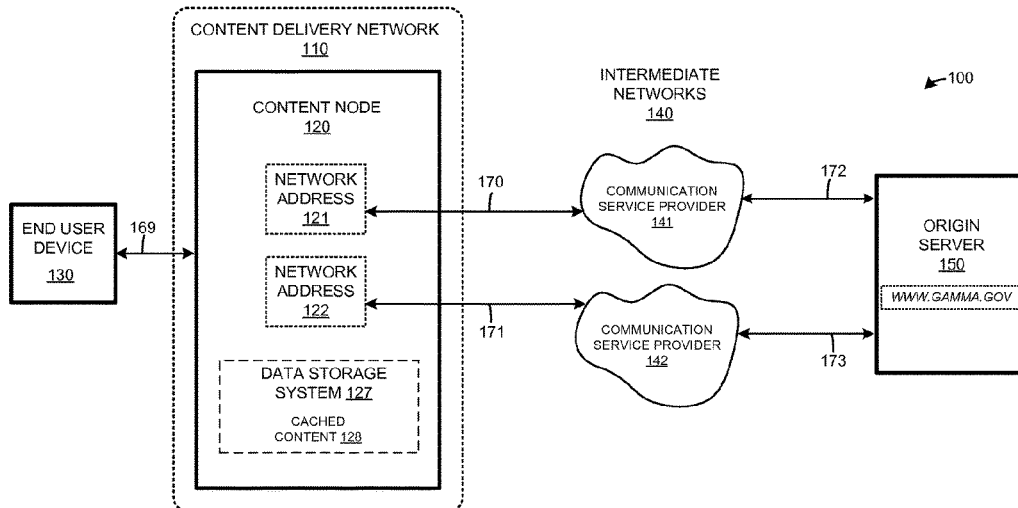 CONTENT DELIVERY NETWORK
110
CONTENT NODE
120
NETWORK
ADDRESS
121
NETWORK
ADDRESS
122
DATA STORAGE
SYSTEM 127
CACHED
CONTENT 128
END USER
DEVICE
130
169
170
171
INTERMEDIATE
NETWORKS
140
COMMUNICATION
SERVICE PROVIDER
141
COMMUNICATION
SERVICE PROVIDER
142
172
173
100
ORIGIN
SERVER
150
WWW.GAMMA.GOV